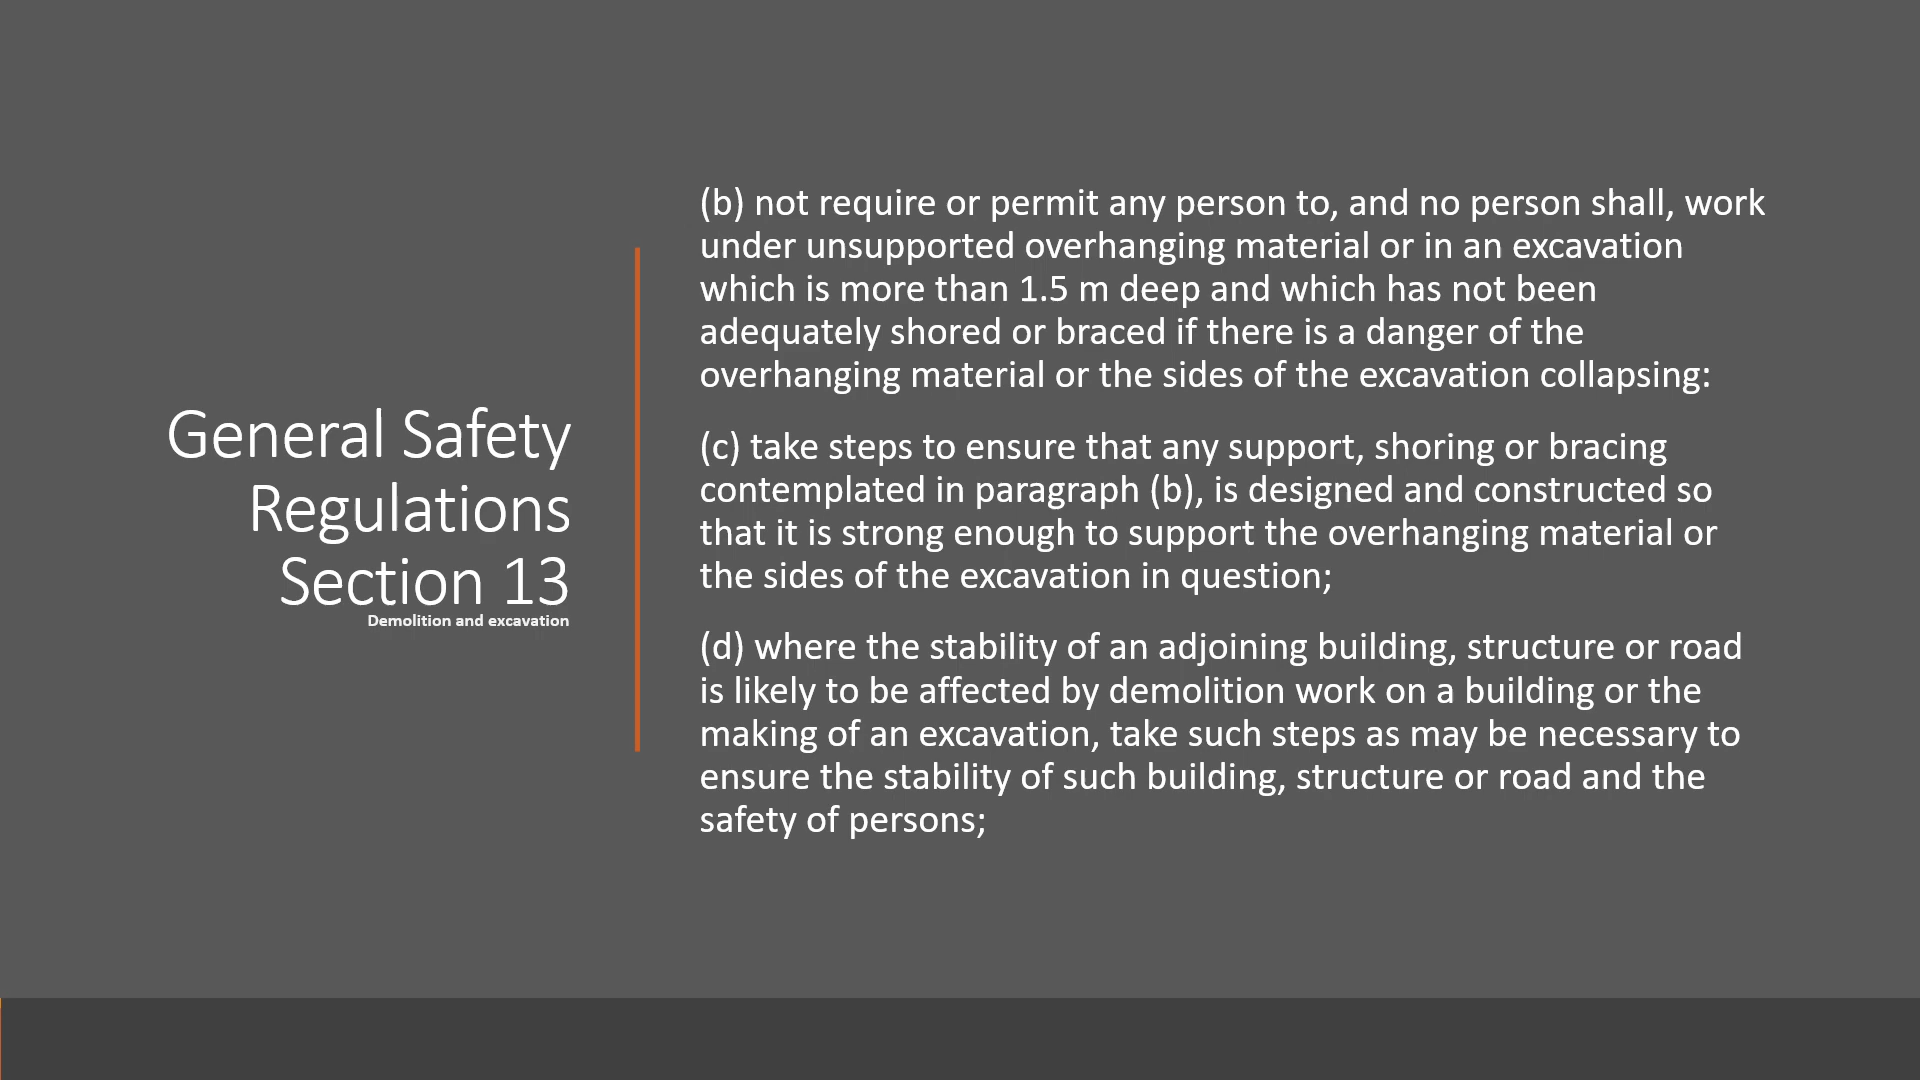 General Safety
Regulations
Section 13
Demolition and excavation
(b) not require or permit any person to, and no person shall, work
under unsupported overhanging material or in an excavation
which is more than 1.5 m deep and which has not been
adequately shored or braced if there is a danger of the
overhanging material or the sides of the excavation collapsing:
(c) take steps to ensure that any support, shoring or bracing
contemplated in paragraph (b), is designed and constructed so
that it is strong enough to support the overhanging material or
the sides of the excavation in question;
(d) where the stability of an adjoining building, structure or road
is likely to be affected by demolition work on a building or the
making of an excavation, take such steps as may be necessary to
ensure the stability of such building, structure or road and the
safety of persons;